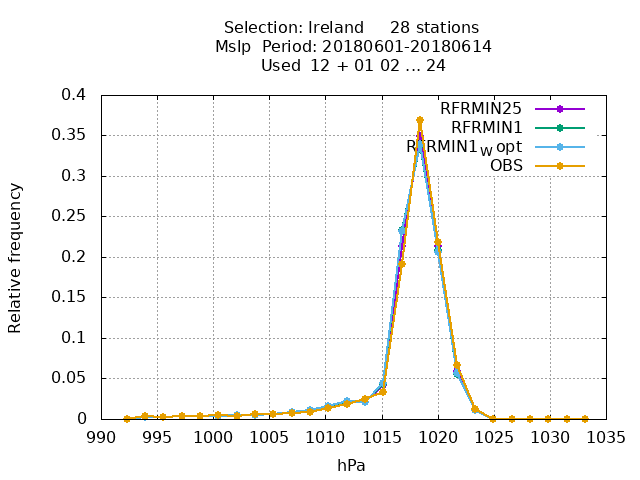 Selection: Ireland 28 stations
Mslp Period: 20180601-20180614
Used 12 + 01 02 ... 24
RFRMIN25
RFRMIN1
RFRMIN1w opt
OBS
0.4
0.35
0.3
0.25
0.2
0.15
0.1
0.05
0
Relative frequency
990 995 1000 1005 1010 1015 1020 1025 1030 1035
hPa